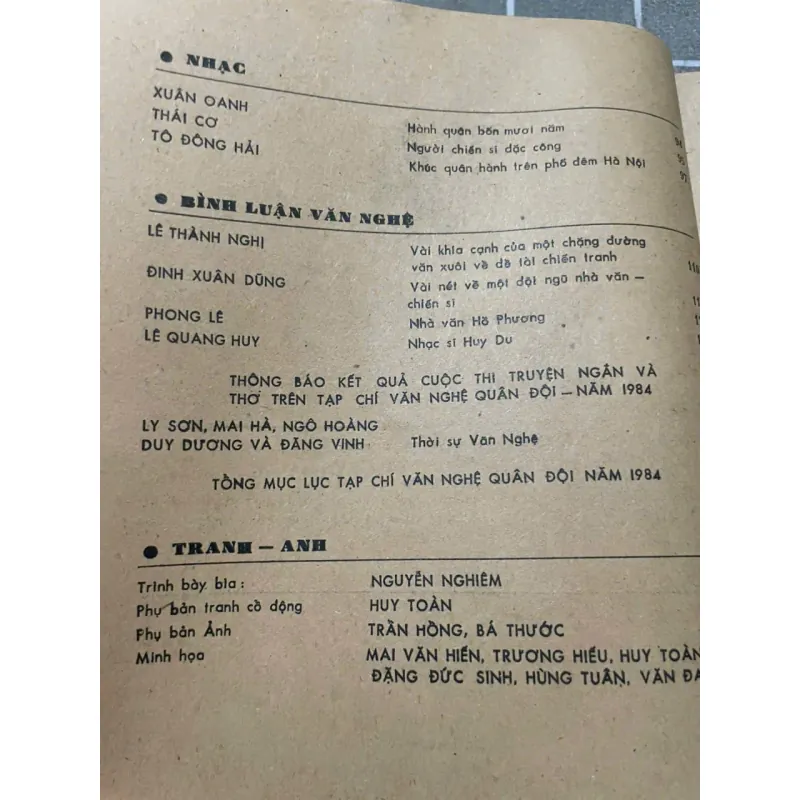 ● NHẠC
XUÂN OANH Hành quân bốn mươi năm 94
THÁI CƠ Người chiến sĩ đặc công 95
TÔ ĐÔNG HẢI Khúc quân hành trên phố đêm Hà Nội 97
● BÌNH LUẬN VĂN NGHỆ
LÊ THÀNH NGHỊ Vài khía cạnh của một chặng đường
văn xuôi về đề tài chiến tranh
ĐINH XUÂN DŨNG Vài nét về một đội ngũ nhà văn —
chiến sĩ
PHONG LÊ Nhà văn Hồ Phương
LÊ QUANG HUY Nhạc sĩ Huy Du
THÔNG BÁO KẾT QUẢ CUỘC THI TRUYỆN NGẮN VÀ
THƠ TRÊN TẠP CHÍ VĂN NGHỆ QUÂN ĐỘI — NĂM 1984
LY SƠN, MAI HÀ, NGÔ HOÀNG
DUY DƯƠNG VÀ ĐĂNG VINH Thời sự Văn Nghệ
TỔNG MỤC LỤC TẠP CHÍ VĂN NGHỆ QUÂN ĐỘI NĂM 1984
● TRANH — ẢNH
Trình bày bìa: NGUYỄN NGHIÊM
Phụ bản tranh cổ động HUY TOÀN
Phụ bản Ảnh TRẦN HỒNG, BÁ THƯỚC
Minh họa MAI VĂN HIẾN, TRƯƠNG HIẾU, HUY TOÀN
ĐẶNG ĐỨC SINH, HÙNG TUÂN, VĂN ĐA